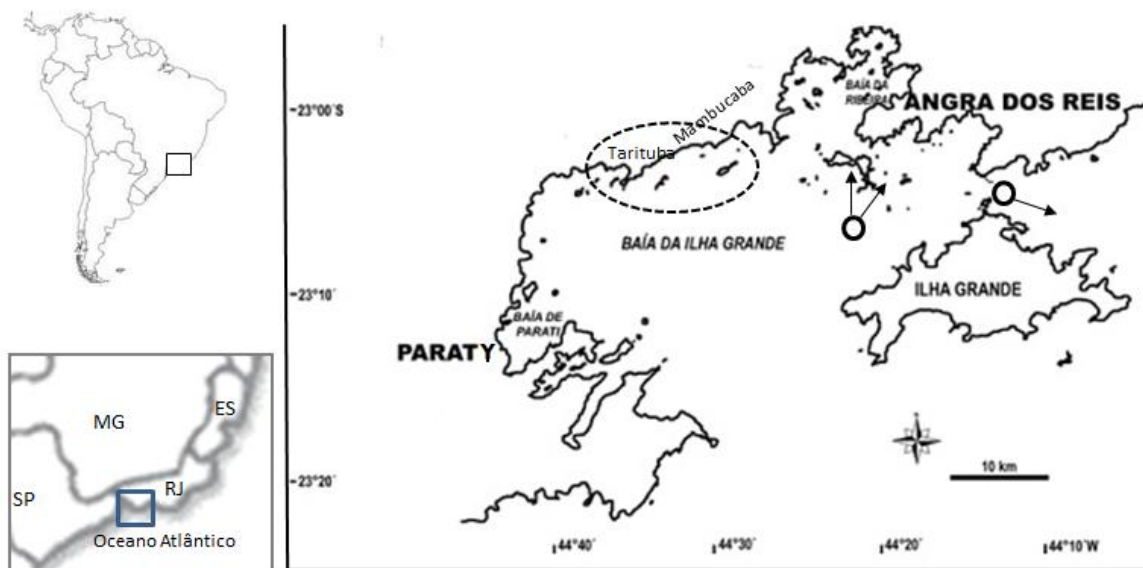 23°00´S
Tarituba
Mambucaba
BAÍA DA
RIBEIRA
ANGRA DOS REIS
BAÍA DA ILHA GRANDE
23°10´
ILHA GRANDE
BAÍA DE
PARATI
PARATY
MG
ES
SP
RJ
Oceano Atlântico
23°20´
10 km
44°40´
44°30´
44°20´
44°10´W